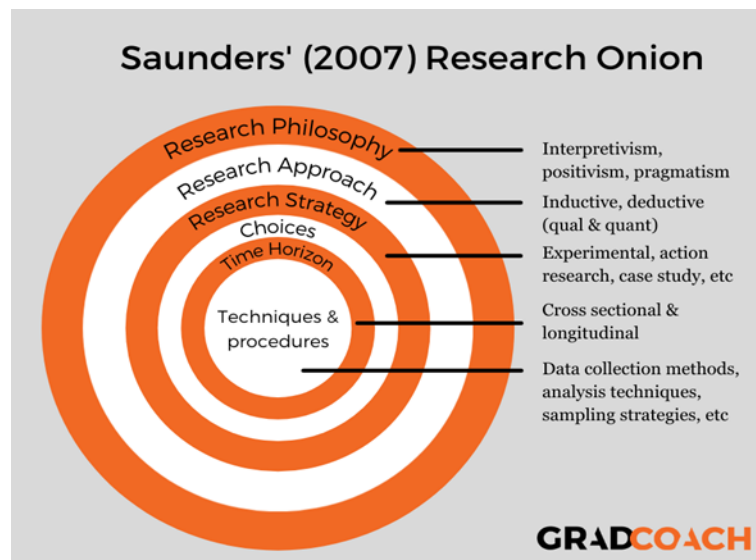 Saunders' (2007) Research Onion
Research Philosophy
Research Approach
Research Strategy
Choices
Time Horizon
Techniques &
procedures
Interpretivism,
positivism, pragmatism
Inductive, deductive
(qual & quant)
Experimental, action
research, case study, etc
Cross sectional &
longitudinal
Data collection methods,
analysis techniques,
sampling strategies, etc
GRADCOACH